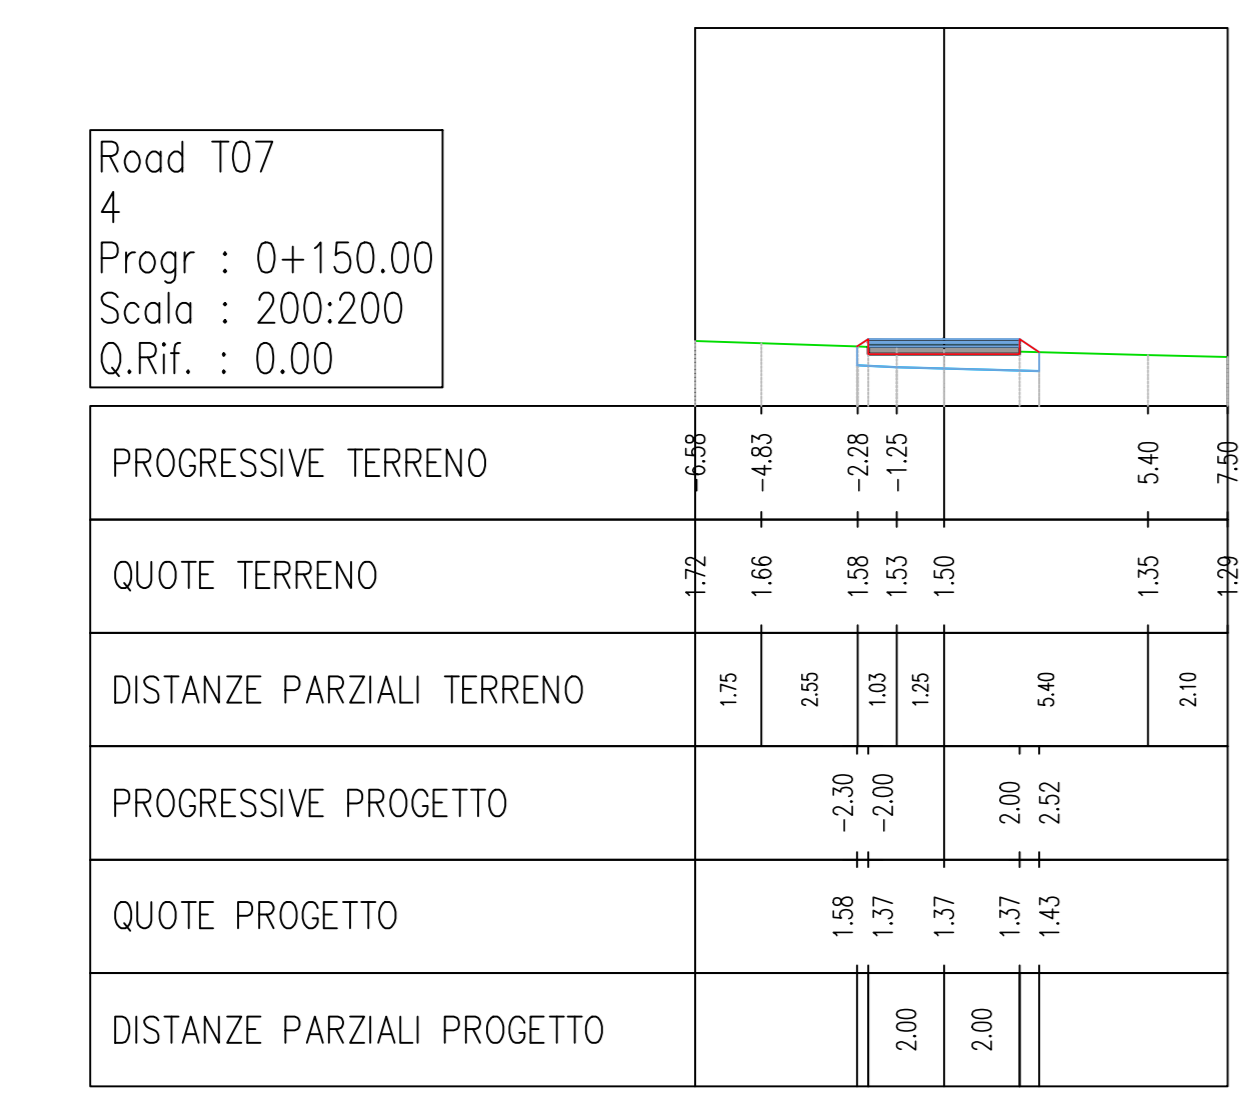 Road T07
4
Progr : 0+150.00
Scala : 200:200
Q.Rif. : 0.00
PROGRESSIVE TERRENO
-6.58 -4.83 -2.28 -1.25 5.40 7.50
QUOTE TERRENO
1.72 1.66 1.58 1.53 1.50 1.35 1.29
DISTANZE PARZIALI TERRENO
1.75 2.55 1.03 1.25 5.40 2.10
PROGRESSIVE PROGETTO
-2.30 -2.00 2.00 2.52
QUOTE PROGETTO
1.58 1.37 1.37 1.37 1.43
DISTANZE PARZIALI PROGETTO
2.00 2.00